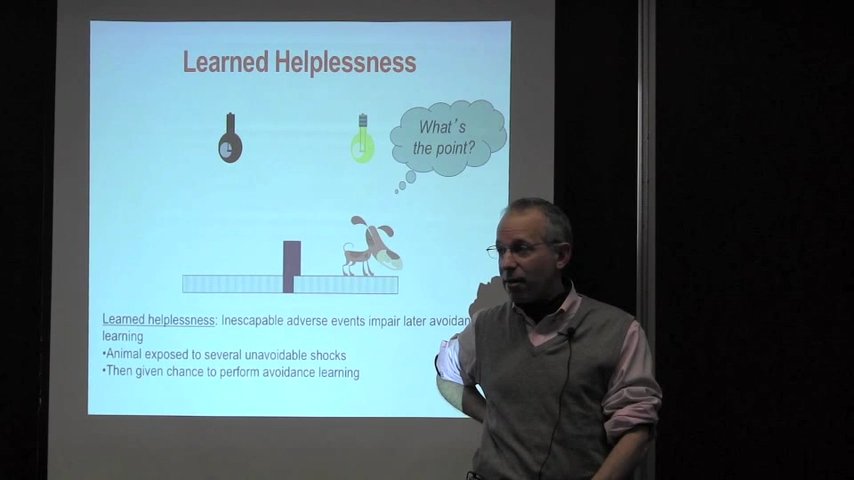 Learned Helplessness
What's
the point?
Learned helplessness: Inescapable adverse events impair later avoidan
learning
•Animal exposed to several unavoidable shocks
•Then given chance to perform avoidance learning